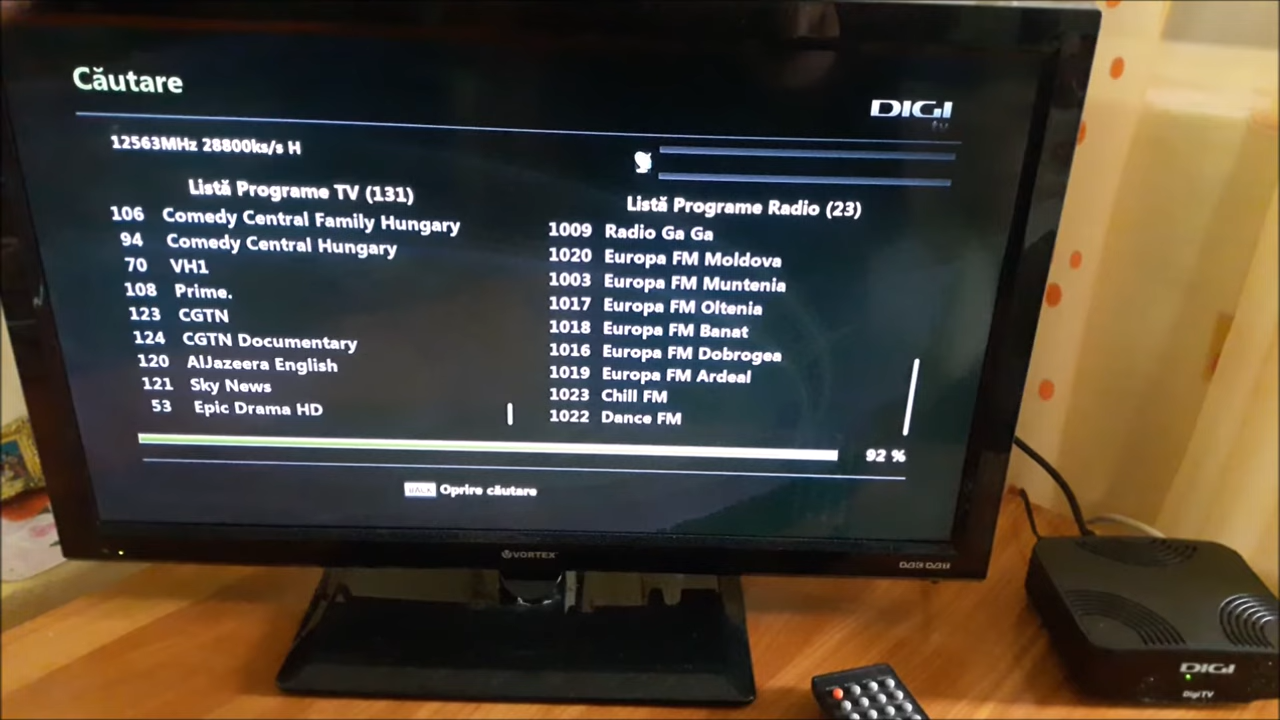 Căutare
DIGI
tv
12563MHz 28800ks/s H
Listă Programe TV (131)
106 Comedy Central Family Hungary
94 Comedy Central Hungary
70 VH1
108 Prime.
123 CGTN
124 CGTN Documentary
120 AlJazeera English
121 Sky News
53 Epic Drama HD
Listă Programe Radio (23)
1009 Radio Ga Ga
1020 Europa FM Moldova
1003 Europa FM Muntenia
1017 Europa FM Oltenia
1018 Europa FM Banat
1016 Europa FM Dobrogea
1019 Europa FM Ardeal
1023 Chill FM
1022 Dance FM
92 %
BACK Oprire căutare
VORTEX
DIGI
DigiTV